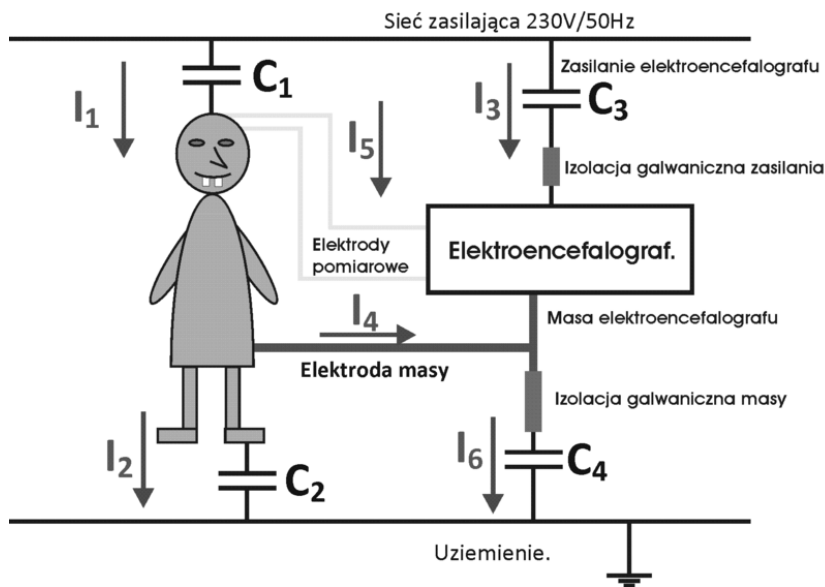 Sieć zasilająca 230V/50Hz
Zasilanie elektroencefalografu
C1
I1
I3
C3
I5
Izolacja galwaniczna zasilania
Elektrody
pomiarowe
Elektroencefalograf.
I4
Masa elektroencefalografu
Elektroda masy
Izolacja galwaniczna masy
I2
C2
I6
C4
Uziemienie.